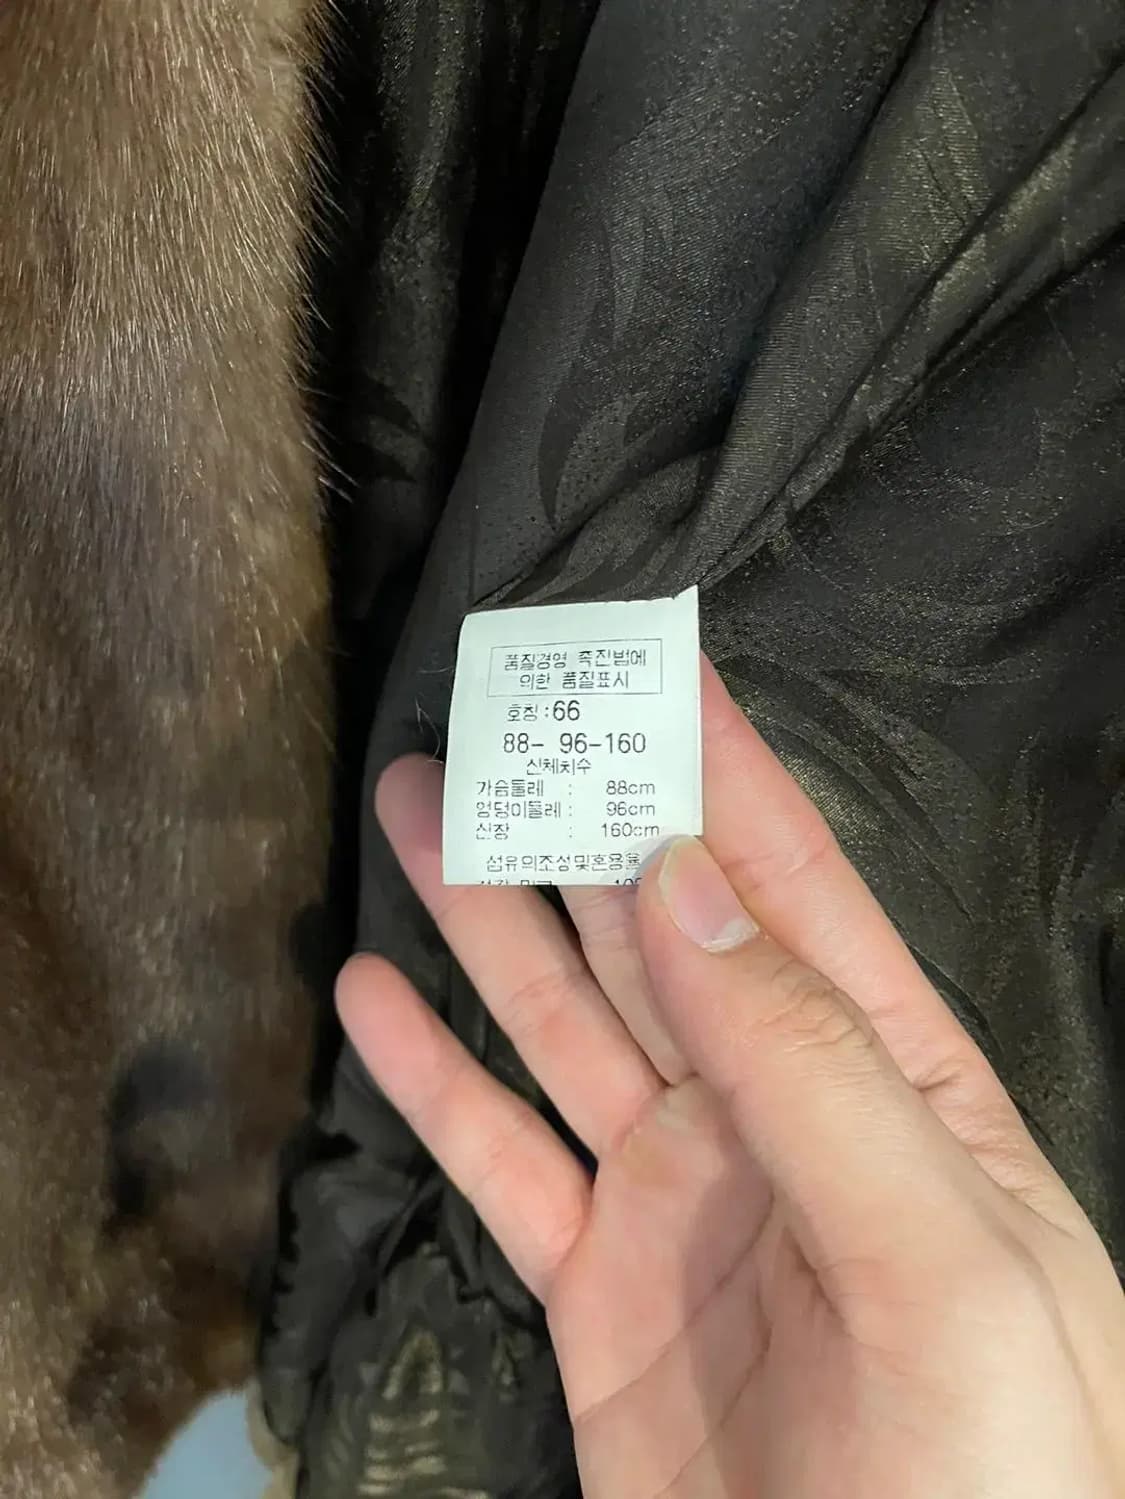 품질경영 촉진법에
의한 품질표시
호칭 : 66
88- 96-160
신체치수
가슴둘레 : 88cm
엉덩이둘레 : 96cm
신장 : 160cm
섬유의조성및혼용율